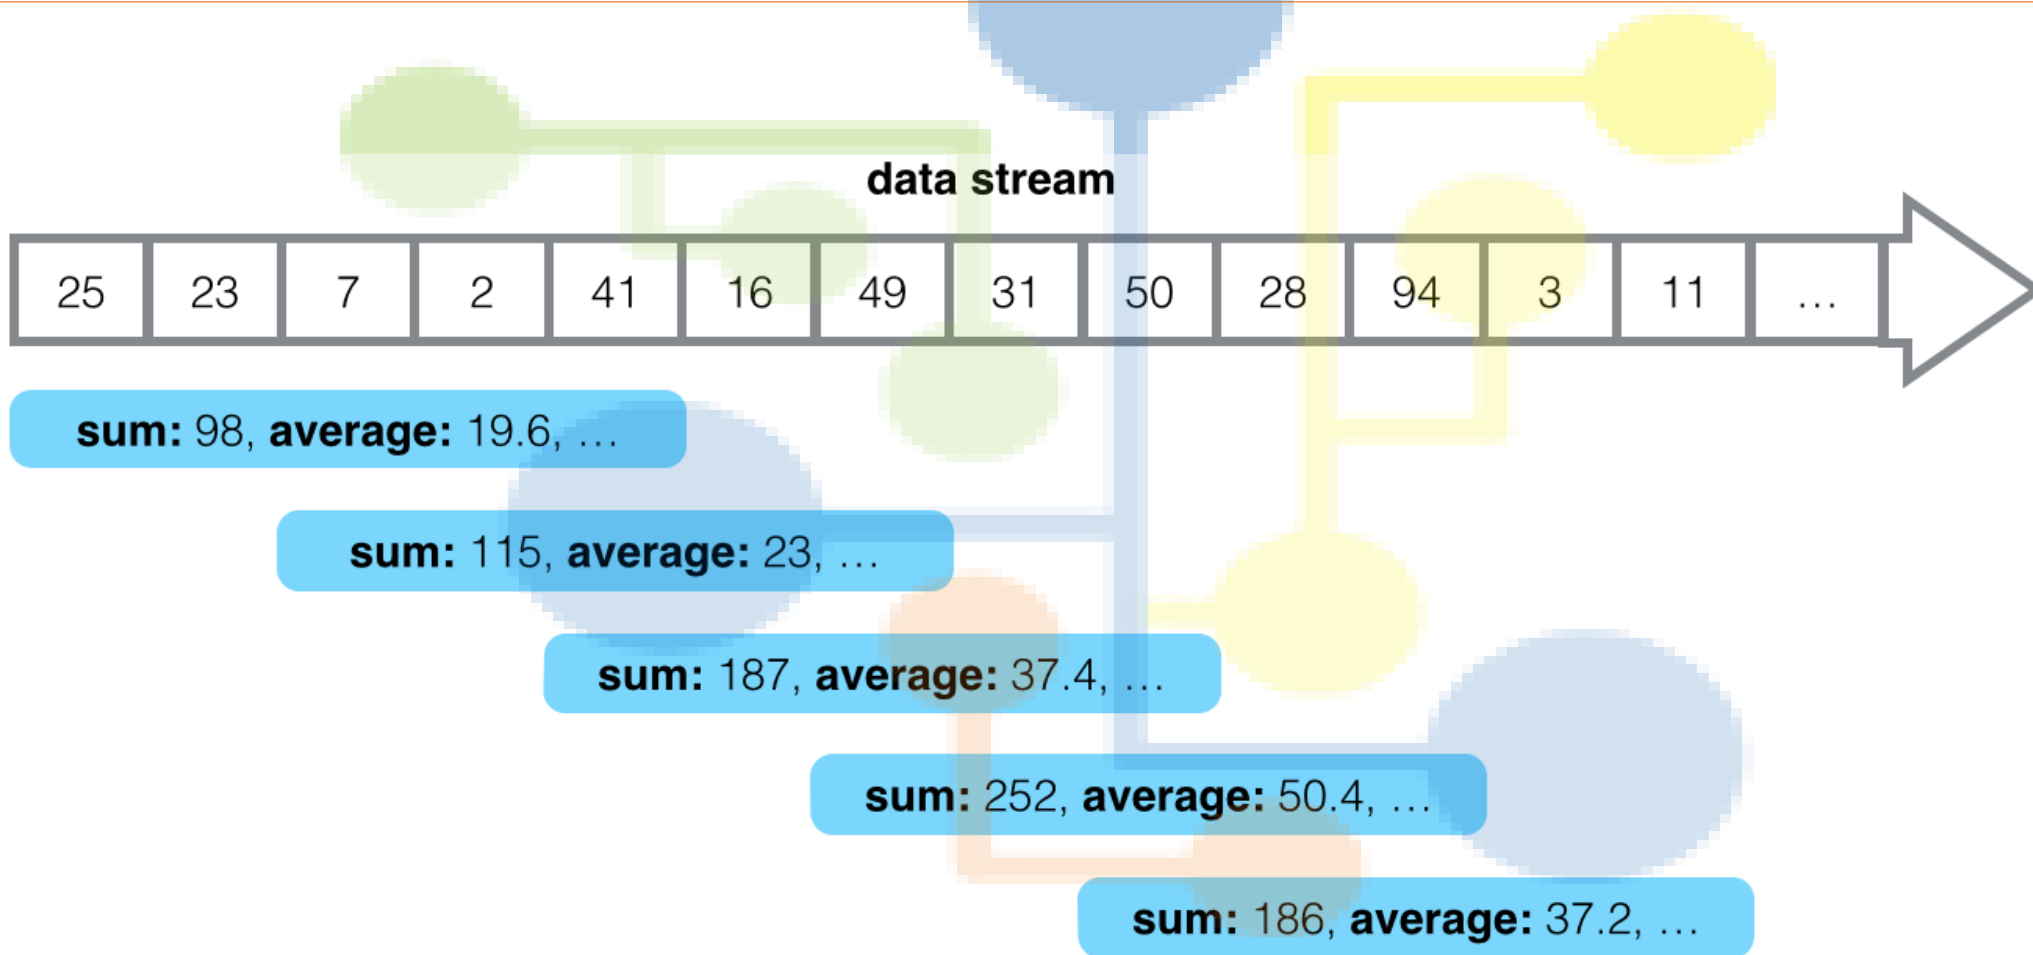 data stream
25 23 7 2 41 16 49 31 50 28 94 3 11 ...
sum: 98, average: 19.6, ...
sum: 115, average: 23, ...
sum: 187, average: 37.4, ...
sum: 252, average: 50.4, ...
sum: 186, average: 37.2, ...